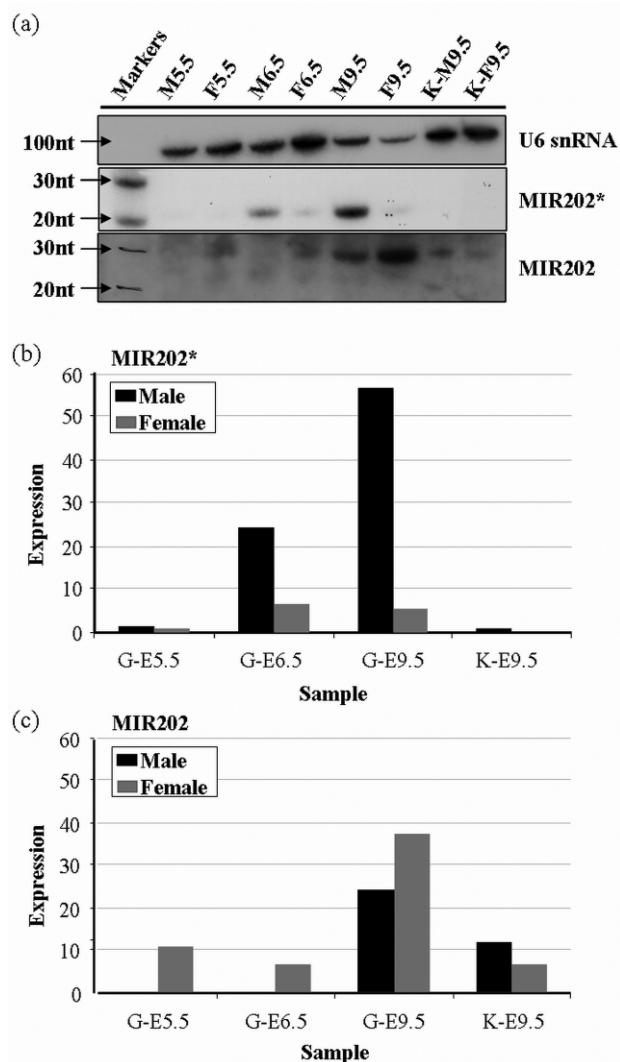 (a)
Markers M5.5 F5.5 M6.5 F6.5 M9.5 F9.5 K-M9.5 K-F9.5
100nt U6 snRNA
30nt
20nt MIR202*
30nt MIR202
20nt
(b) MIR202*
60
50
40
30
20
10
0
Expression
Male
Female
G-E5.5 G-E6.5 G-E9.5 K-E9.5
Sample
(c) MIR202
60
50
40
30
20
10
0
Expression
Male
Female
G-E5.5 G-E6.5 G-E9.5 K-E9.5
Sample